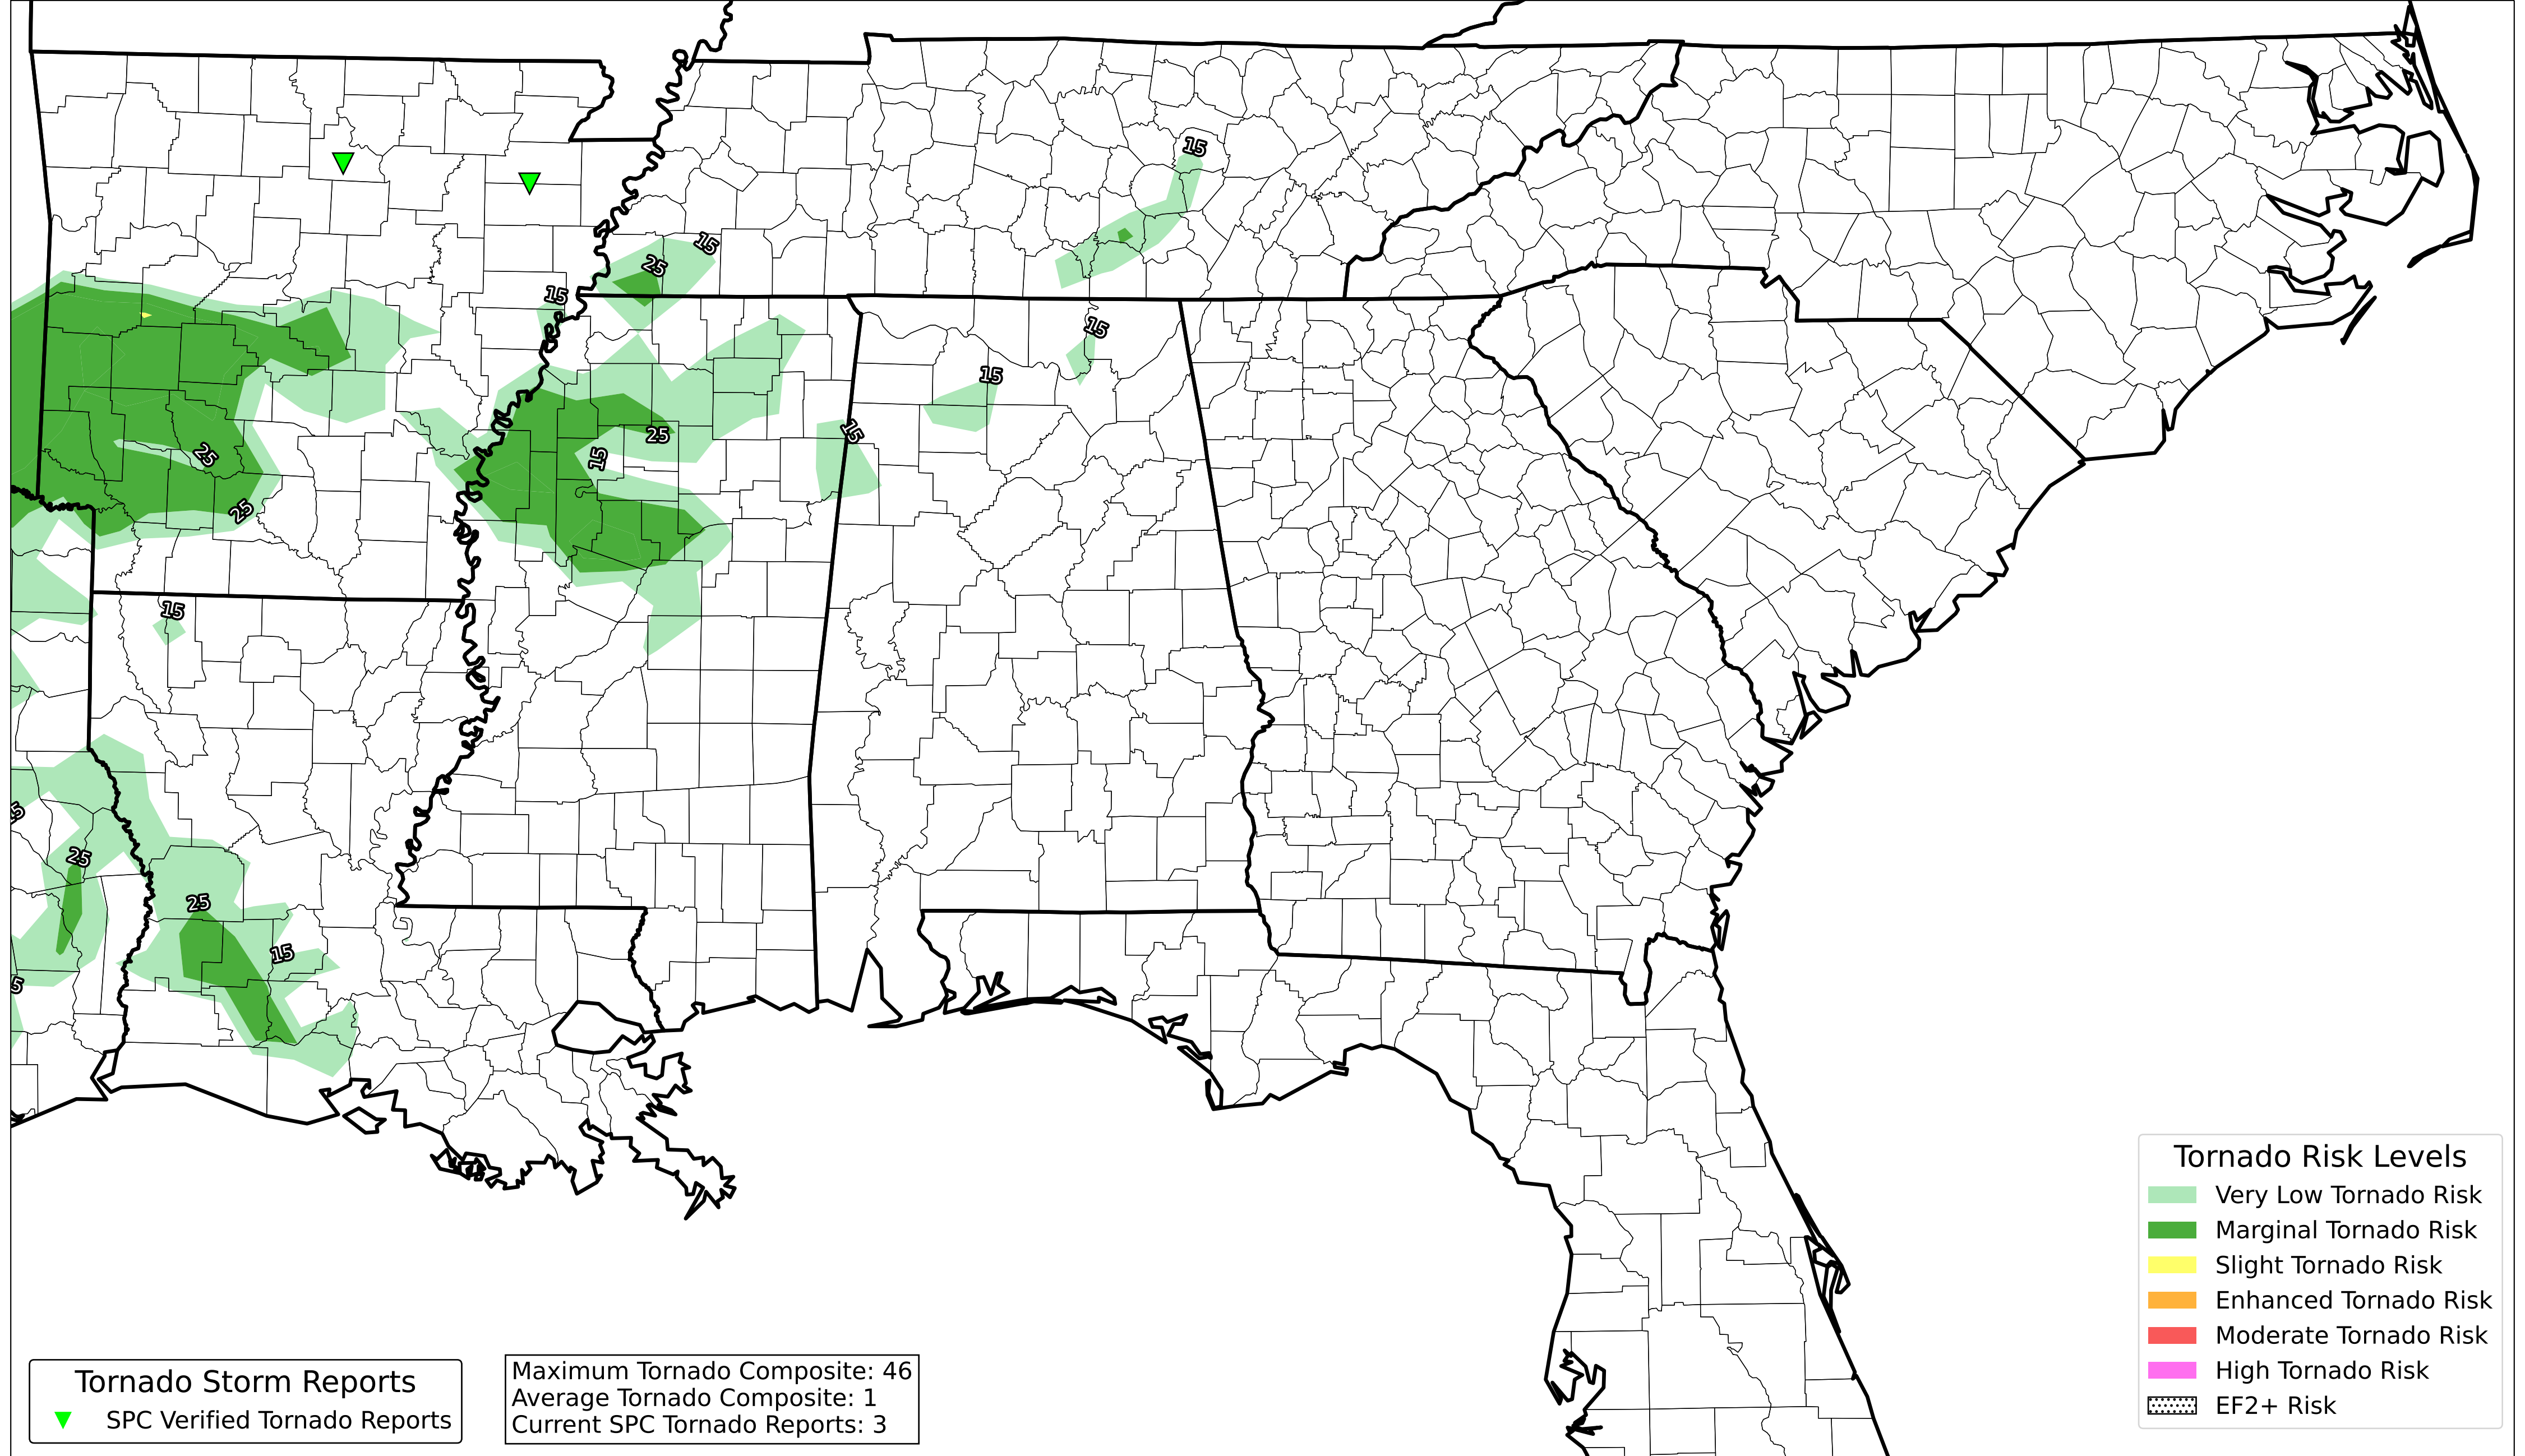 15
15
25
15
15
15
15
25
15
25
25
15
5
25
25
15
5
Tornado Risk Levels
Very Low Tornado Risk
Marginal Tornado Risk
Slight Tornado Risk
Enhanced Tornado Risk
Moderate Tornado Risk
High Tornado Risk
EF2+ Risk
Tornado Storm Reports
SPC Verified Tornado Reports
Maximum Tornado Composite: 46
Average Tornado Composite: 1
Current SPC Tornado Reports: 3